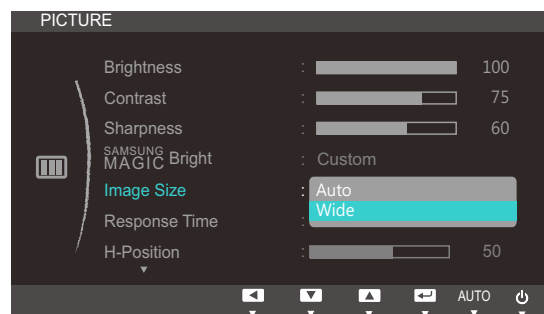 PICTURE
Brightness : 100
Contrast : 75
Sharpness : 60
SAMSUNG MAGIC Bright : Custom
Image Size : Auto
Wide
Response Time :
H-Position : 50
AUTO